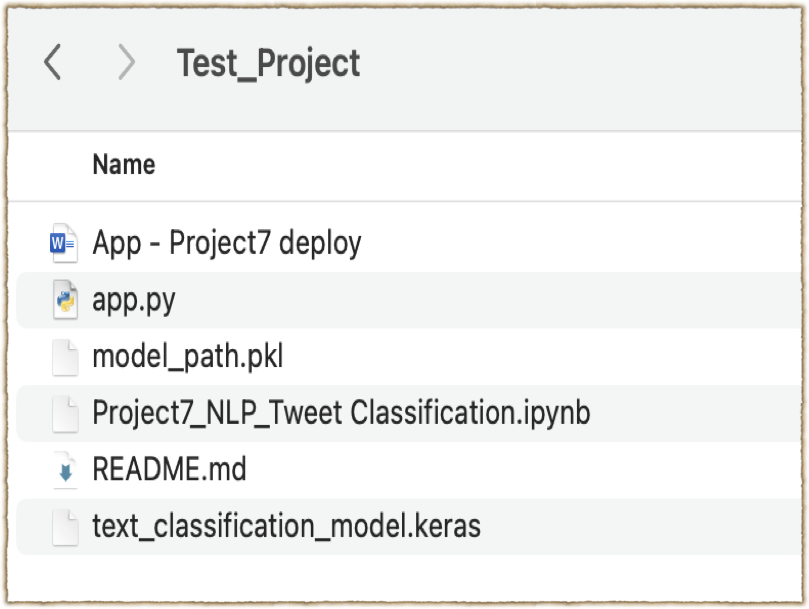 Test_Project
Name
App - Project7 deploy
app.py
model_path.pkl
Project7_NLP_Tweet Classification.ipynb
README.md
text_classification_model.keras